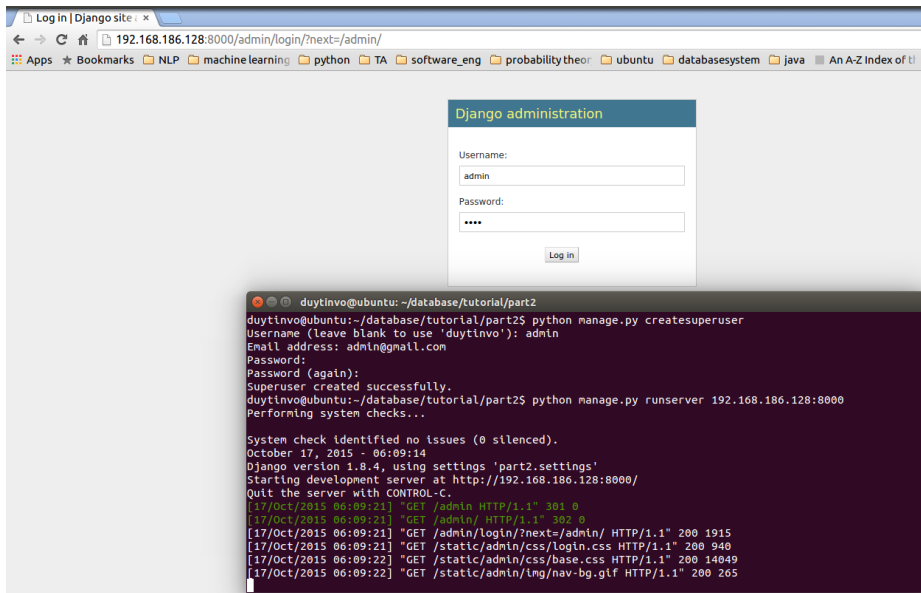 Log in | Django site a
192.168.186.128:8000/admin/login/?next=/admin/
Apps Bookmarks NLP machine learning python TA software_eng probability theor ubuntu databasesystem java An A-Z Index of th
Django administration
Username:
admin
Password:
••••
Log in
duytinvo@ubuntu: ~/database/tutorial/part2
duytinvo@ubuntu:~/database/tutorial/part2$ python manage.py createsuperuser
Username (leave blank to use 'duytinvo'): admin
Email address: admin@gmail.com
Password:
Password (again):
Superuser created successfully.
duytinvo@ubuntu:~/database/tutorial/part2$ python manage.py runserver 192.168.186.128:8000
Performing system checks...
System check identified no issues (0 silenced).
October 17, 2015 - 06:09:14
Django version 1.8.4, using settings 'part2.settings'
Starting development server at http://192.168.186.128:8000/
Quit the server with CONTROL-C.
[17/Oct/2015 06:09:21] "GET /admin HTTP/1.1" 301 0
[17/Oct/2015 06:09:21] "GET /admin/ HTTP/1.1" 302 0
[17/Oct/2015 06:09:21] "GET /admin/login/?next=/admin/ HTTP/1.1" 200 1915
[17/Oct/2015 06:09:21] "GET /static/admin/css/login.css HTTP/1.1" 200 940
[17/Oct/2015 06:09:22] "GET /static/admin/css/base.css HTTP/1.1" 200 14049
[17/Oct/2015 06:09:22] "GET /static/admin/img/nav-bg.gif HTTP/1.1" 200 265